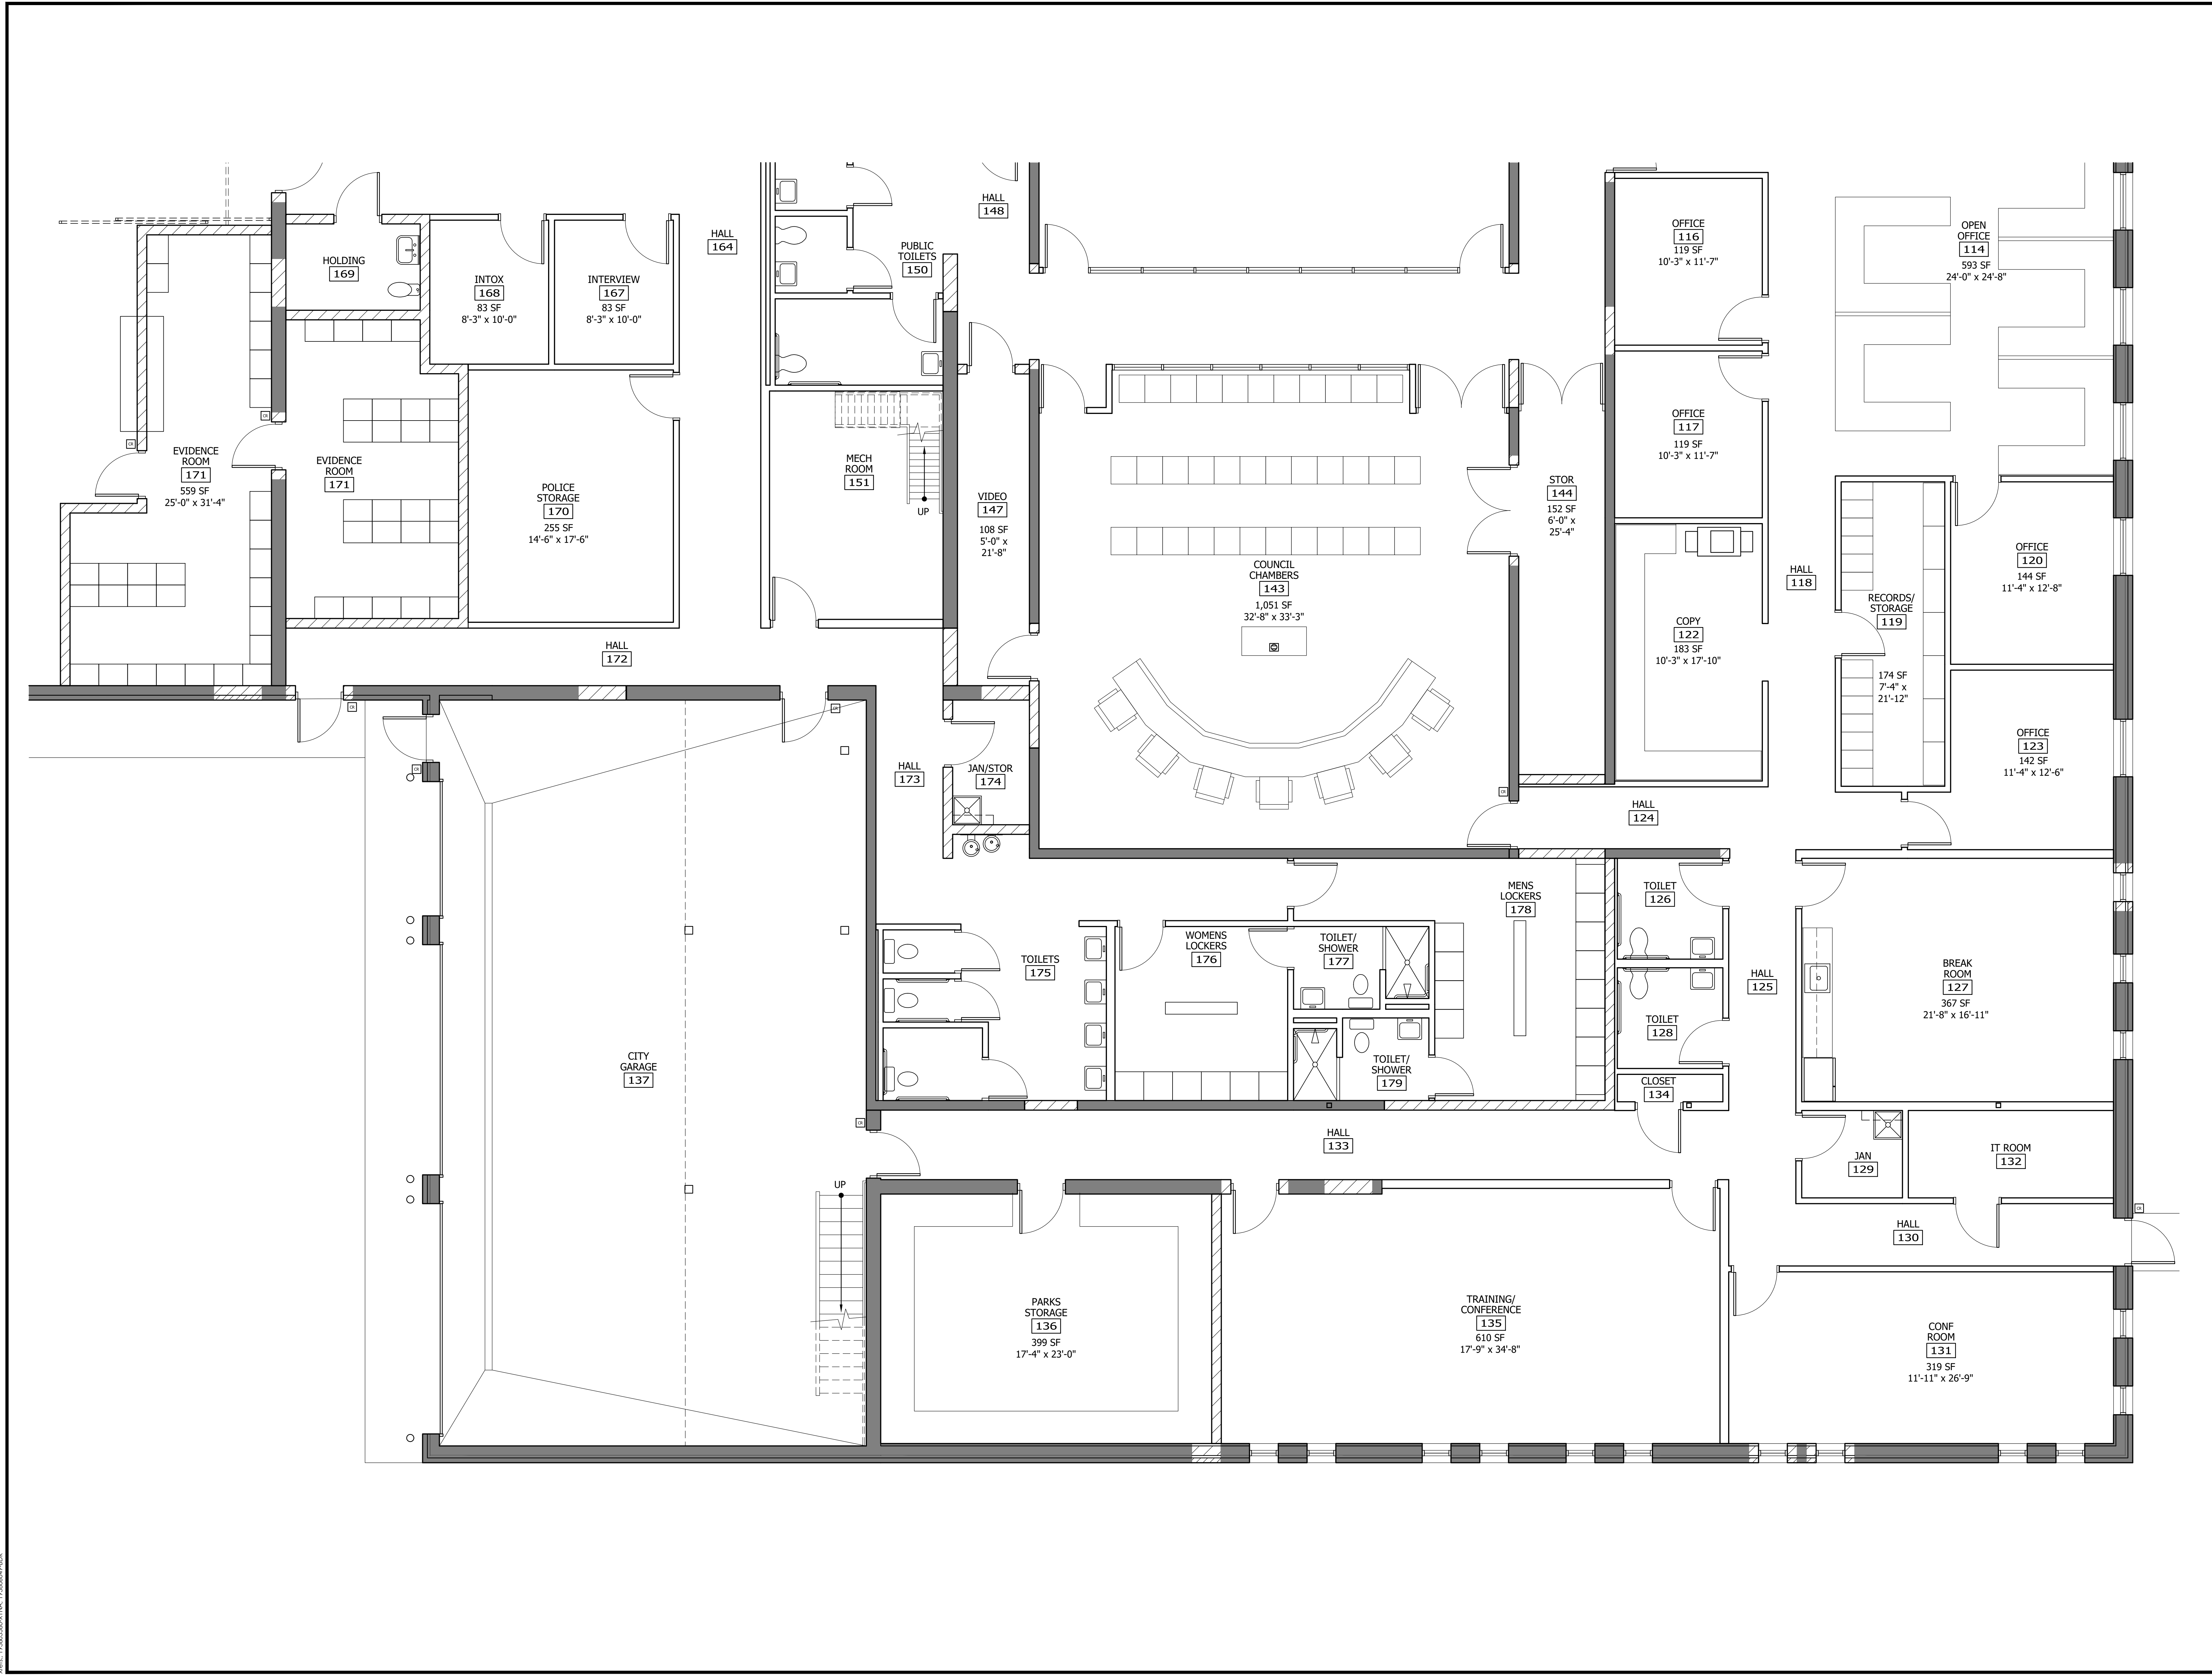 HALL
148
OFFICE
116
119 SF
10'-3" x 11'-7"
OPEN
OFFICE
114
593 SF
24'-0" x 24'-8"
HALL
164
PUBLIC
TOILETS
150
HOLDING
169
INTOX
168
83 SF
8'-3" x 10'-0"
INTERVIEW
167
83 SF
8'-3" x 10'-0"
CR
CR
OFFICE
117
119 SF
10'-3" x 11'-7"
EVIDENCE
ROOM
171
559 SF
25'-0" x 31'-4"
EVIDENCE
ROOM
171
POLICE
STORAGE
170
255 SF
14'-6" x 17'-6"
MECH
ROOM
151
UP
VIDEO
147
108 SF
5'-0" x
21'-8"
STOR
144
152 SF
6'-0" x
25'-4"
COUNCIL
CHAMBERS
143
1,051 SF
32'-8" x 33'-3"
HALL
118
OFFICE
120
144 SF
11'-4" x 12'-8"
RECORDS/
STORAGE
119
174 SF
7'-4" x
21'-12"
COPY
122
183 SF
10'-3" x 17'-10"
HALL
172
CR
CR
CR
OFFICE
123
142 SF
11'-4" x 12'-6"
HALL
173
JAN/STOR
174
CR
HALL
124
TOILET
126
MENS
LOCKERS
178
WOMENS
LOCKERS
176
TOILET/
SHOWER
177
TOILETS
175
HALL
125
BREAK
ROOM
127
367 SF
21'-8" x 16'-11"
TOILET
128
CITY
GARAGE
137
TOILET/
SHOWER
179
CLOSET
134
CR
HALL
133
JAN
129
IT ROOM
132
UP
CR
HALL
130
PARKS
STORAGE
136
399 SF
17'-4" x 23'-0"
TRAINING/
CONFERENCE
135
610 SF
17'-9" x 34'-8"
CONF
ROOM
131
319 SF
11'-11" x 26'-9"